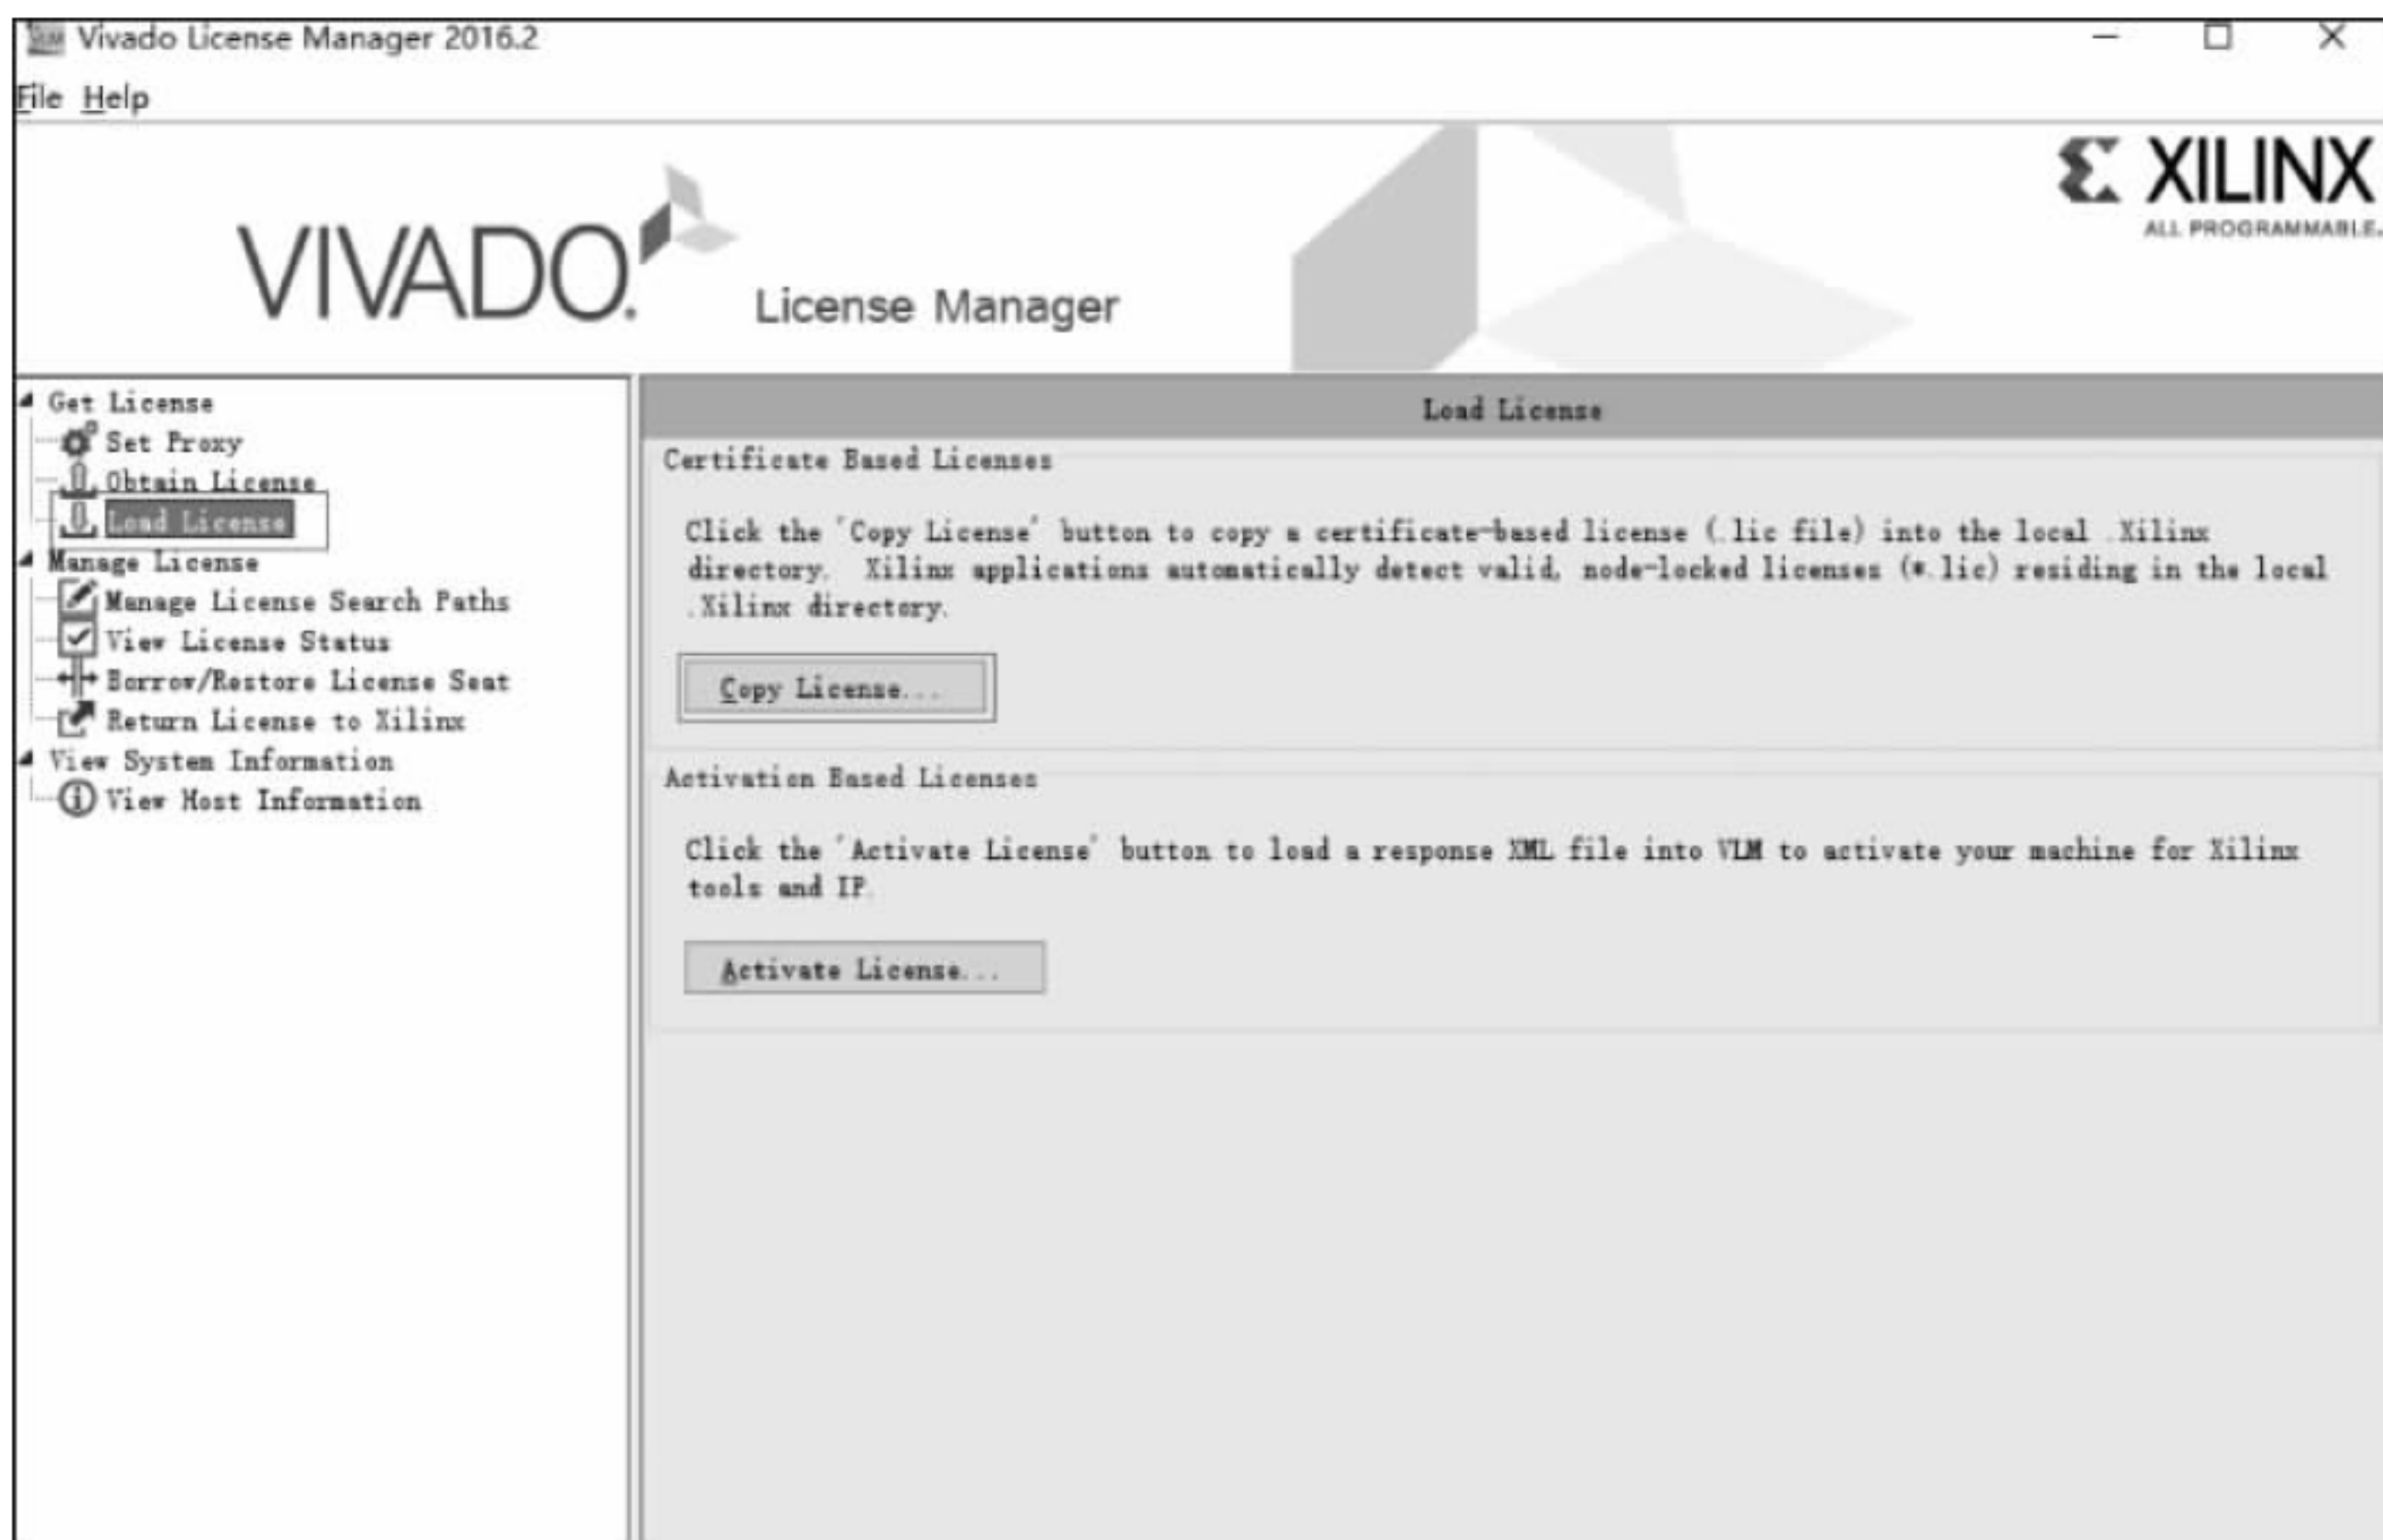 Vivado License Manager 2016.2
File Help
VIVADO.
License Manager
XILINX
ALL PROGRAMMABLE.
Get License
Set Proxy
Obtain License
Load License
Manage License
Manage License Search Paths
View License Status
Borrow/Restore License Seat
Return License to Xilinx
View System Information
View Host Information
Load License
Certificate Based Licenses
Click the 'Copy License' button to copy a certificate-based license (.lic file) into the local .Xilinx
directory. Xilinx applications automatically detect valid, node-locked licenses (*.lic) residing in the local
.Xilinx directory.
Copy License...
Activation Based Licenses
Click the 'Activate License' button to load a response XML file into VLM to activate your machine for Xilinx
tools and IP.
Activate License...